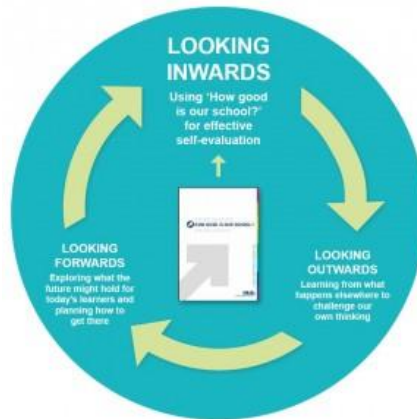 LOOKING
INWARDS
Using 'How good
is our school?'
for effective
self-evaluation
LOOKING
FORWARDS
Exploring what the
future might hold for
today's learners and
planning how to
get there
LOOKING
OUTWARDS
Learning from what
happens elsewhere to
challenge our
own thinking